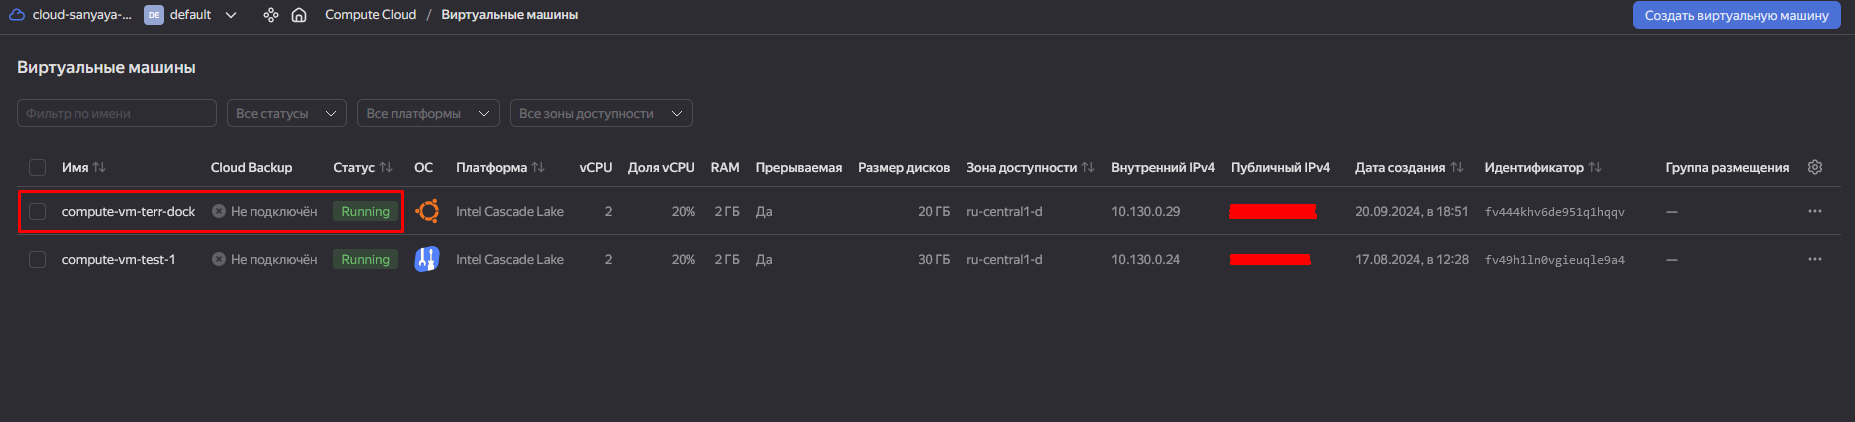 cloud-sanyaya-... DE default Compute Cloud / Виртуальные машины Создать виртуальную машину
Виртуальные машины
Фильтр по имени Все статусы Все платформы Все зоны доступности
Имя Cloud Backup Статус ОС Платформа vCPU Доля vCPU RAM Прерываемая Размер дисков Зона доступности Внутренний IPv4 Публичный IPv4 Дата создания Идентификатор Группа размещения
compute-vm-terr-dock Не подключён Running Intel Cascade Lake 2 20% 2 ГБ Да 20 ГБ ru-central1-d 10.130.0.29 20.09.2024, в 18:51 fv444khv6de951q1hqqv —
compute-vm-test-1 Не подключён Running Intel Cascade Lake 2 20% 2 ГБ Да 30 ГБ ru-central1-d 10.130.0.24 17.08.2024, в 12:28 fv49h1ln0vgieuqle9a4 —